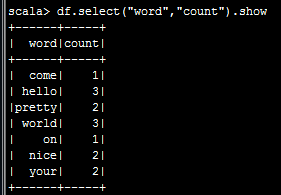 scala> df.select("word","count").show
+------+-----+
|  word|count|
+------+-----+
|  come|    1|
| hello|    3|
|pretty|    2|
| world|    3|
|    on|    1|
|  nice|    2|
|  your|    2|
+------+-----+